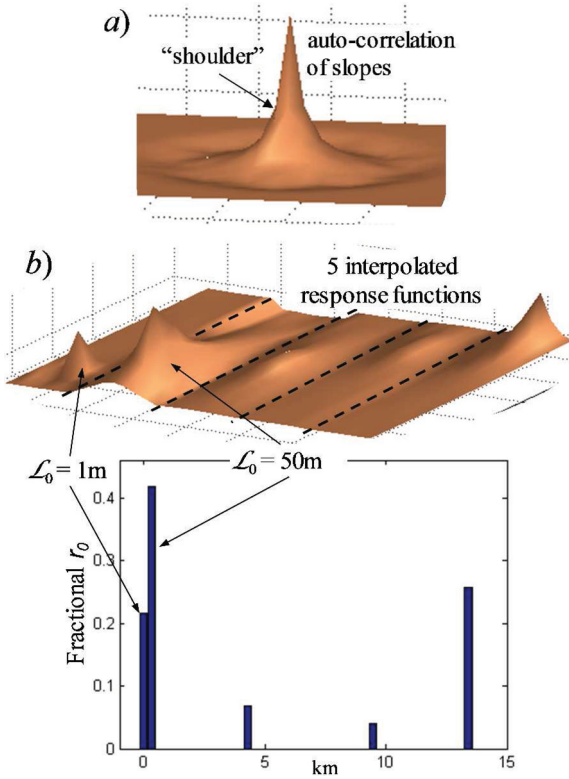 a)
"shoulder"
auto-correlation
of slopes
b)
5 interpolated
response functions
ℒ₀ = 1m
ℒ₀ = 50m
Fractional r₀
0.4
0.3
0.2
0.1
0
0
5
10
15
km